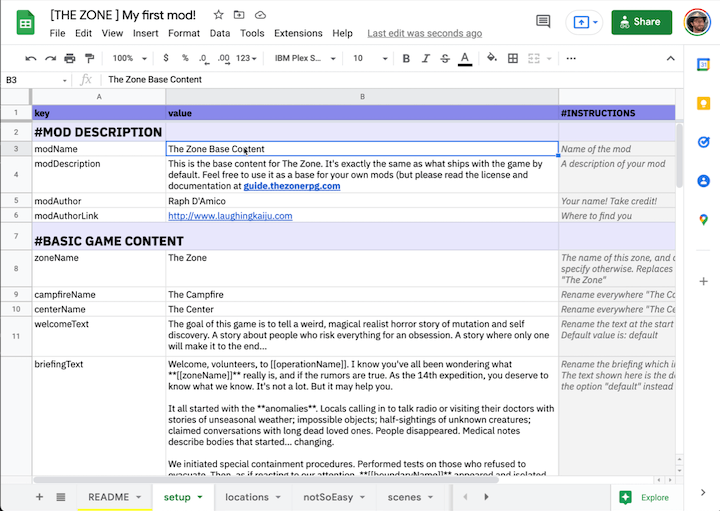 [THE ZONE ] My first mod!
File Edit View Insert Format Data Tools Extensions Help Last edit was seconds ago
Share
100% $ % .0 .00 123 IBM Plex S... 10 B I S A
B3 fx The Zone Base Content
A B
1 key value #INSTRUCTIONS
2 #MOD DESCRIPTION
3 modName The Zone Base Content Name of the mod
4 modDescription This is the base content for The Zone. It's exactly the same as what ships with the game by A description of your mod
default. Feel free to use it as a base for your own mods (but please read the license and
documentation at guide.thezonerpg.com
5 modAuthor Raph D'Amico Your name! Take credit!
6 modAuthorLink http://www.laughingkaiju.com Where to find you
7 #BASIC GAME CONTENT
8 zoneName The Zone The name of this zone, and
specify otherwise. Replaces
"The Zone"
9 campfireName The Campfire Rename everywhere "The
10 centerName The Center Rename everywhere "The
11 welcomeText The goal of this game is to tell a weird, magical realist horror story of mutation and self Rename the text at the start
discovery. A story about people who risk everything for an obsession. A story where only one Default value is: default
will make it to the end...
briefingText Welcome, volunteers, to [[operationName]]. I know you've all been wondering what Rename the briefing which
**[[zoneName]]** really is, and if the rumors are true. As the 14th expedition, you deserve to The text shown here is the
know what we know. It's not a lot. But it may help you. the option "default" instead
It all started with the **anomalies**. Locals calling in to talk radio or visiting their doctors with
stories of unseasonal weather; impossible objects; half-sightings of unknown creatures;
claimed conversations with long dead loved ones. People disappeared. Medical notes
describe bodies that started... changing.
We initiated special containment procedures. Performed tests on those who refused to
evacuate. Then, as if reacting to our attention, **[[boundaryName]]** appeared and isolated
README setup locations notSoEasy scenes Explore